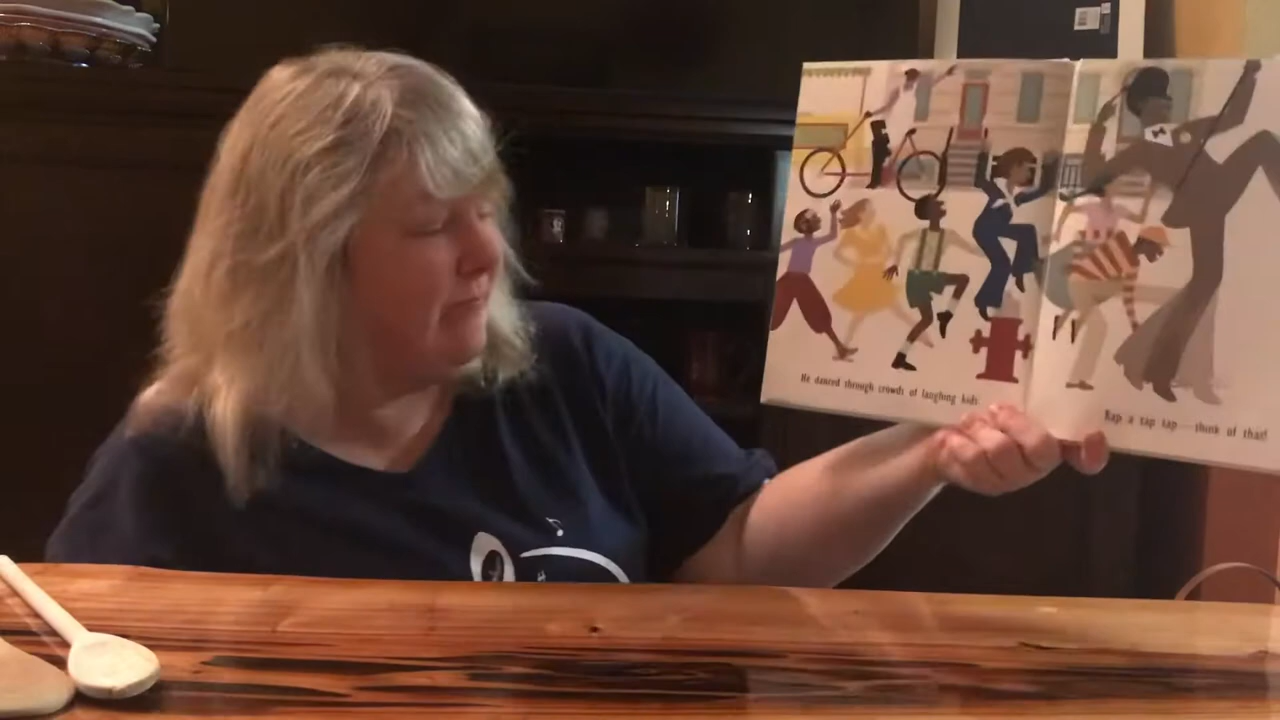 He danced through crowds of laughing kids.
Rap a tap tap—think of that!